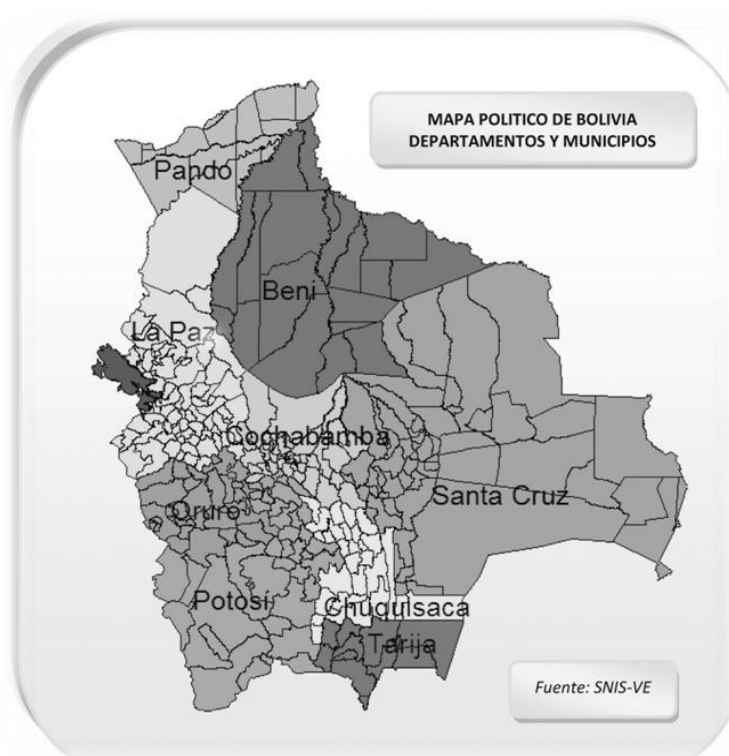 MAPA POLITICO DE BOLIVIA
DEPARTAMENTOS Y MUNICIPIOS
Pando
Beni
La Paz
Cochabamba
Santa Cruz
Oruro
Potosí
Chuquisaca
Tarija
Fuente: SNIS-VE